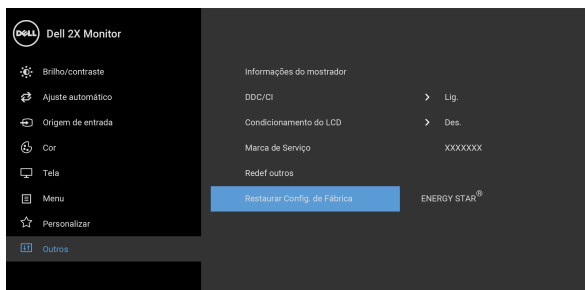 DELL Dell 2X Monitor
Brilho/contraste
Ajuste automático
Origem de entrada
Cor
Tela
Menu
Personalizar
Outros
Informações do mostrador
DDC/CI > Lig.
Condicionamento do LCD > Des.
Marca de Serviço XXXXXXX
Redef outros
Restaurar Config. de Fábrica ENERGY STAR®